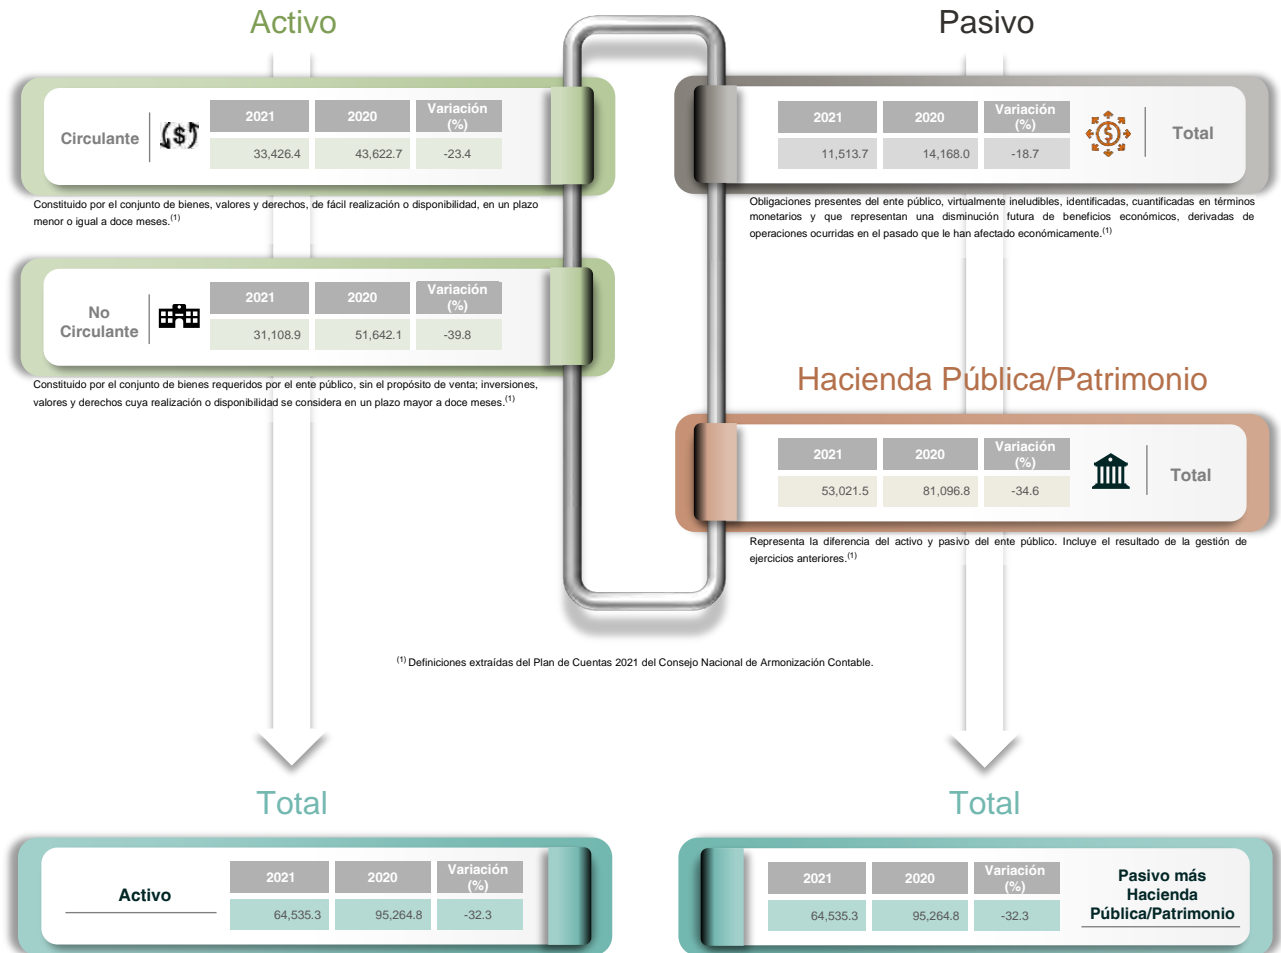 Activo
Circulante
($)
2021 2020 Variación
(%)
33,426.4 43,622.7 -23.4
Constituido por el conjunto de bienes, valores y derechos, de fácil realización o disponibilidad, en un plazo
menor o igual a doce meses.(1)
No
Circulante
2021 2020 Variación
(%)
31,108.9 51,642.1 -39.8
Constituido por el conjunto de bienes requeridos por el ente público, sin el propósito de venta; inversiones,
valores y derechos cuya realización o disponibilidad se considera en un plazo mayor a doce meses.(1)
Pasivo
2021 2020 Variación
(%)
11,513.7 14,168.0 -18.7
$
Total
Obligaciones presentes del ente público, virtualmente ineludibles, identificadas, cuantificadas en términos
monetarios y que representan una disminución futura de beneficios económicos, derivadas de
operaciones ocurridas en el pasado que le han afectado económicamente.(1)
Hacienda Pública/Patrimonio
2021 2020 Variación
(%)
53,021.5 81,096.8 -34.6
Total
Representa la diferencia del activo y pasivo del ente público. Incluye el resultado de la gestión de
ejercicios anteriores.(1)
(1) Definiciones extraídas del Plan de Cuentas 2021 del Consejo Nacional de Armonización Contable.
Total
Activo
2021 2020 Variación
(%)
64,535.3 95,264.8 -32.3
Total
2021 2020 Variación
(%)
64,535.3 95,264.8 -32.3
Pasivo más
Hacienda
Pública/Patrimonio